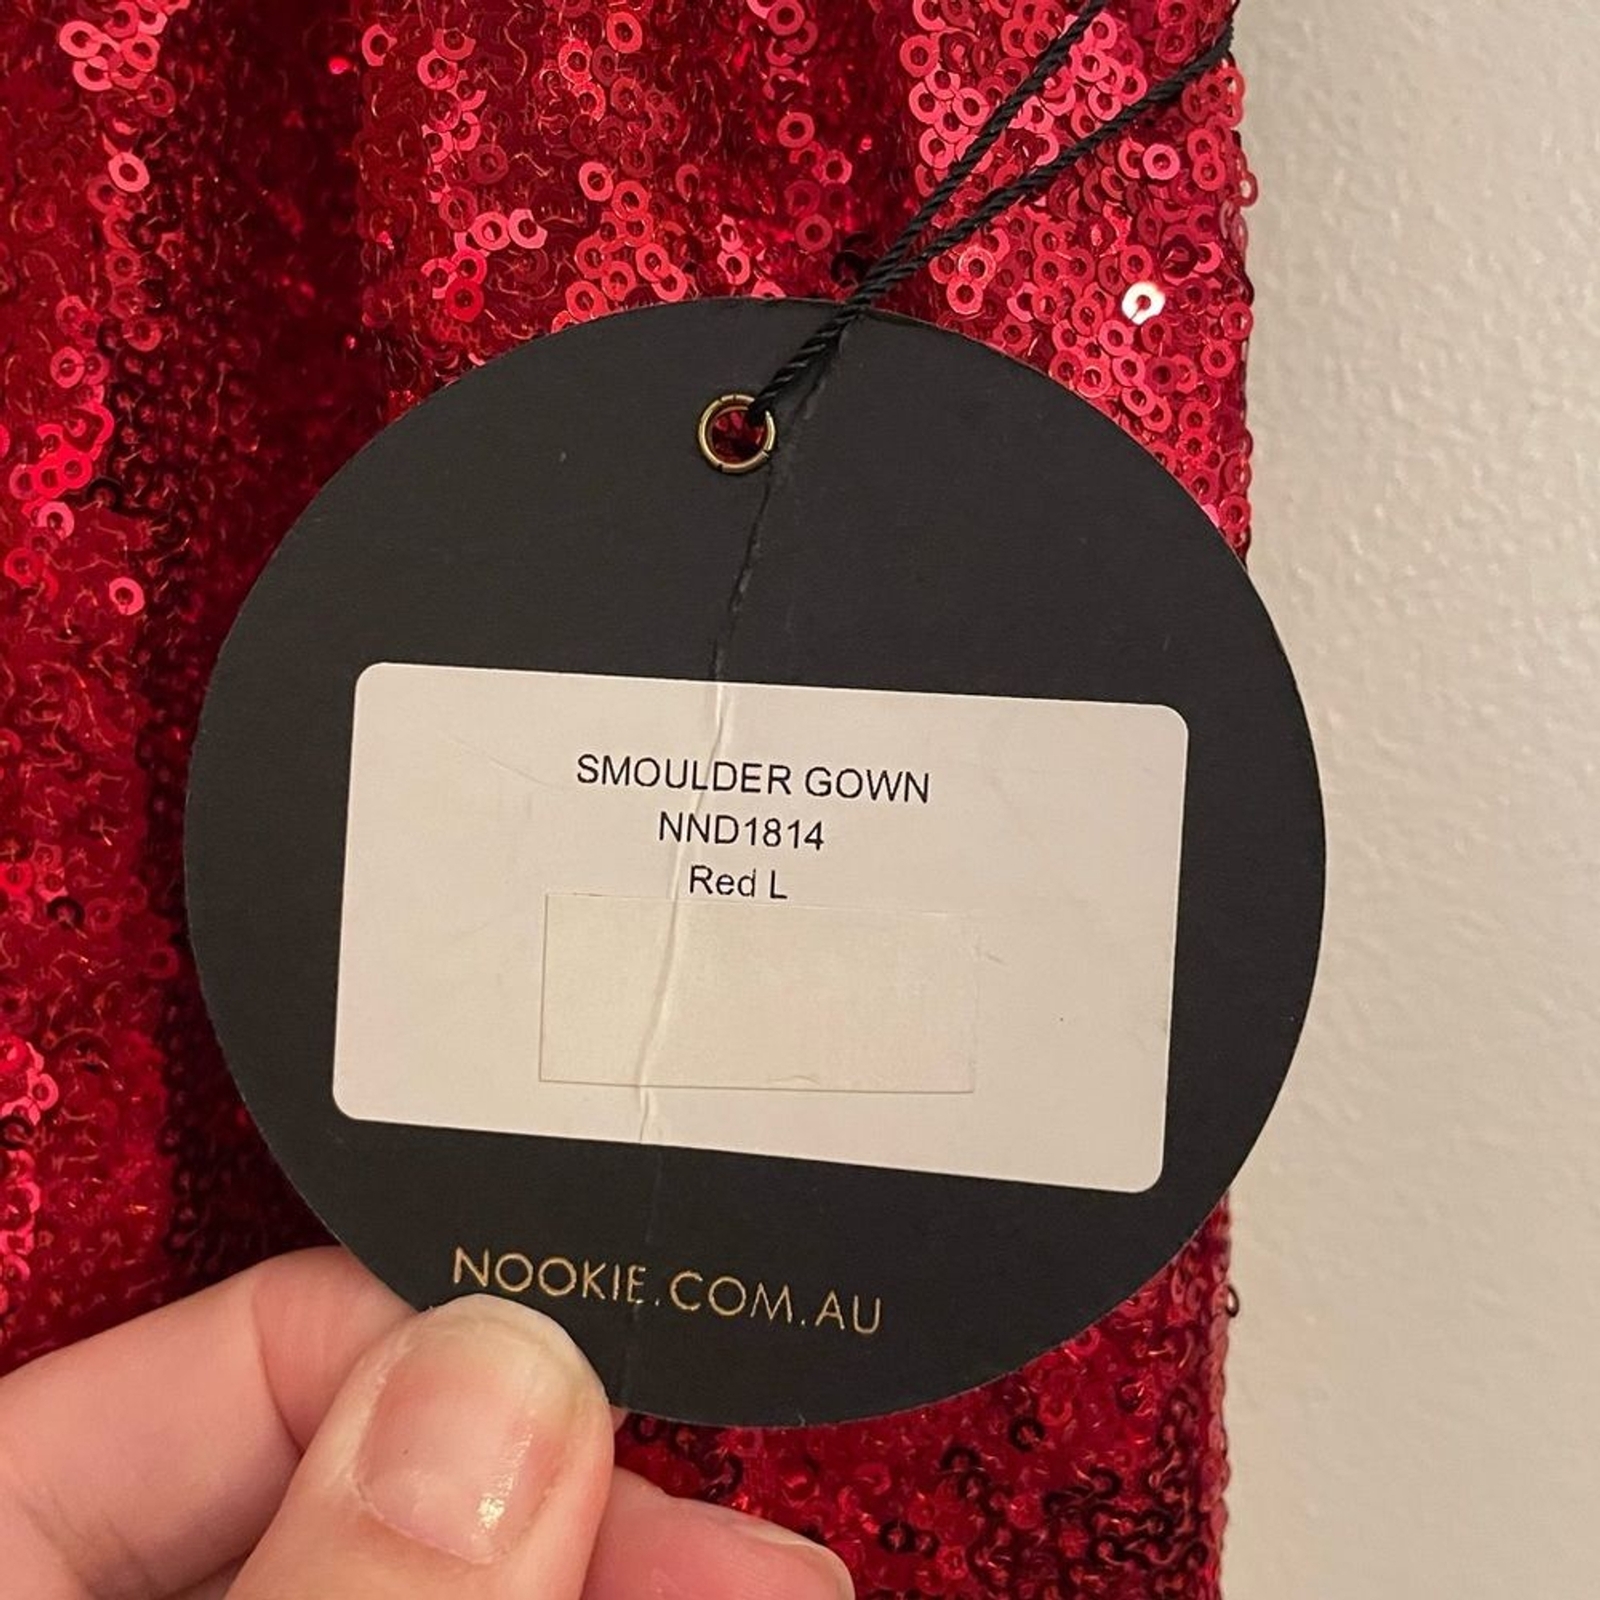 SMOULDER GOWN
NND1814
Red L
NOOKIE.COM.AU